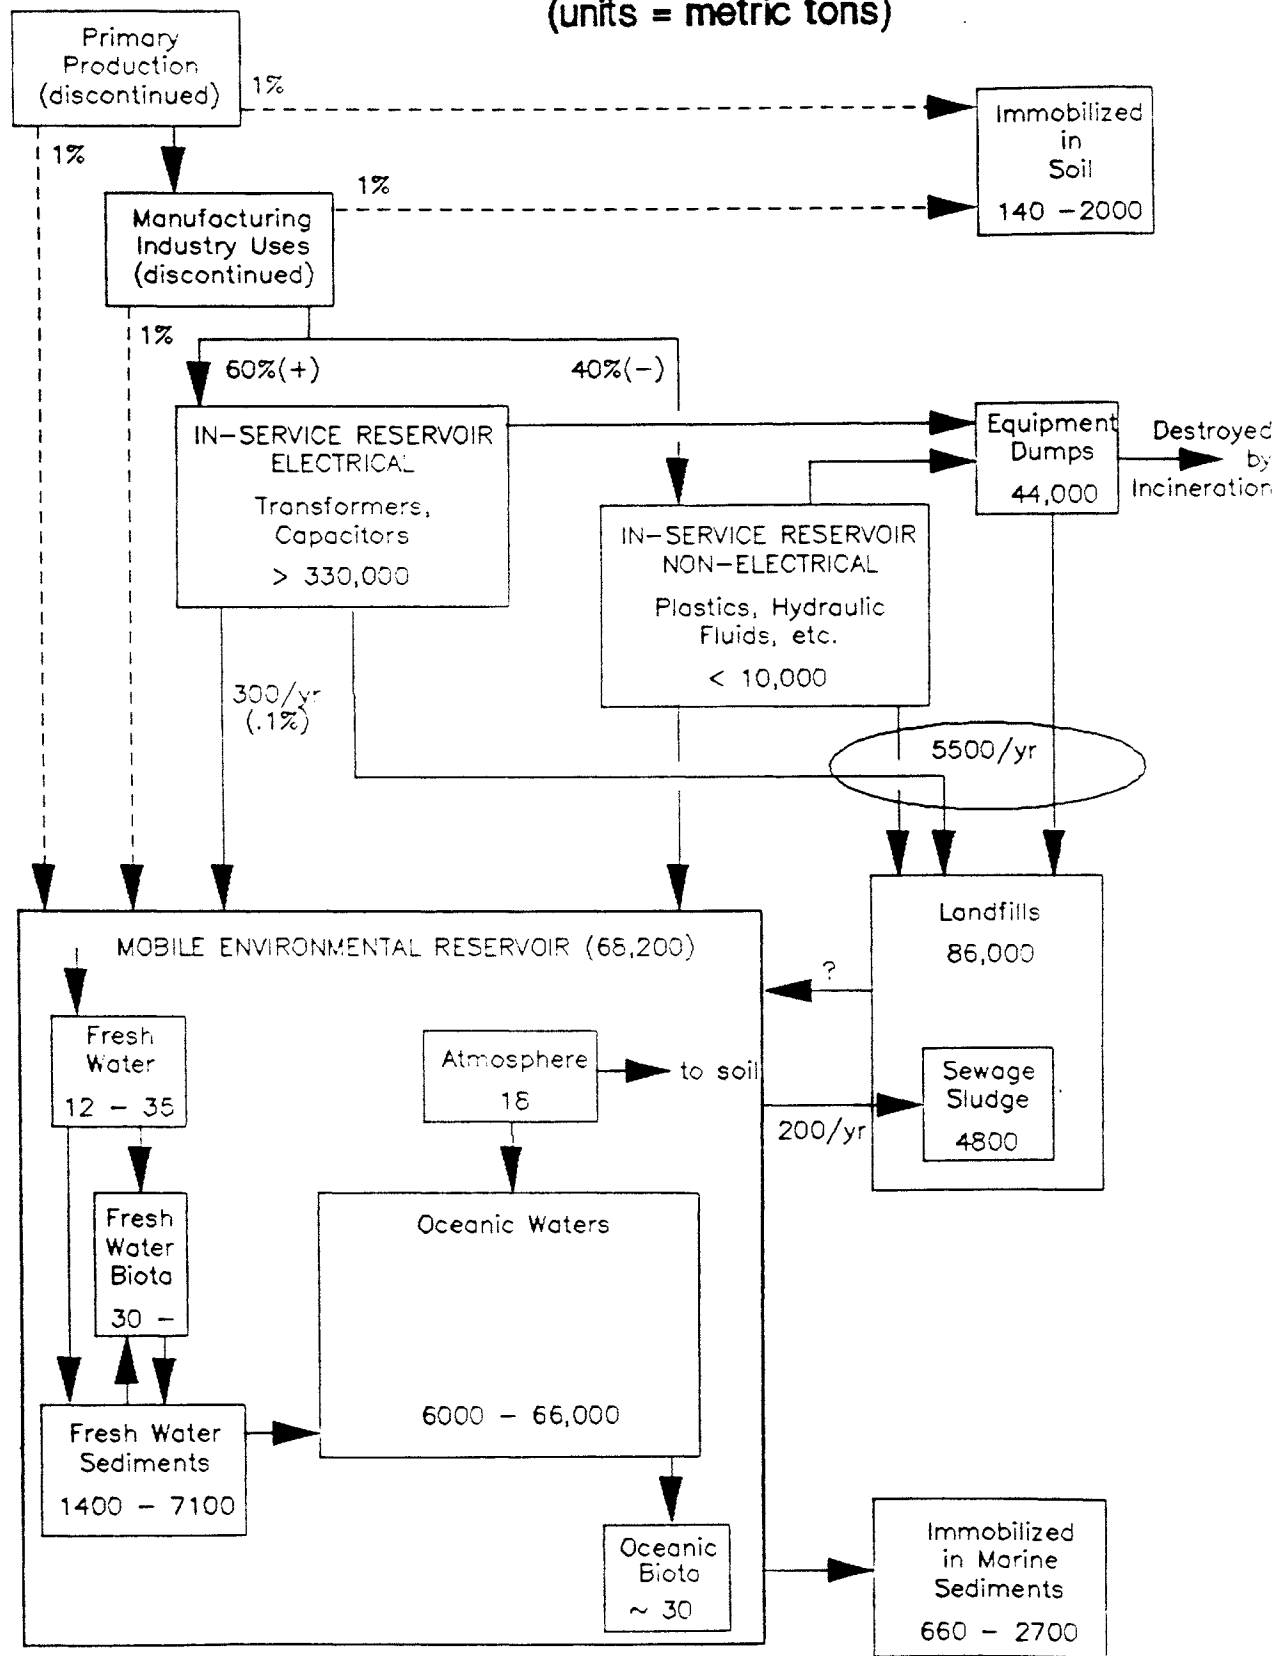 (units = metric tons)
Primary
Production
(discontinued)
1%
1%
Immobilized
in
Soil
140 -2000
1%
Manufacturing
Industry Uses
(discontinued)
1%
60%(+)
40%(-)
IN-SERVICE RESERVOIR
ELECTRICAL
Transformers,
Capacitors
> 330,000
Equipment
Dumps
44,000
Destroyed
by
Incineration
IN-SERVICE RESERVOIR
NON-ELECTRICAL
Plastics, Hydraulic
Fluids, etc.
< 10,000
300/yr
(.1%)
5500/yr
MOBILE ENVIRONMENTAL RESERVOIR (68,200)
?
Landfills
86,000
Sewage
Sludge
4800
200/yr
Fresh
Water
12 - 35
Atmosphere
18
to soil
Fresh
Water
Biota
30 -
Oceanic Waters
6000 - 66,000
Fresh Water
Sediments
1400 - 7100
Oceanic
Biota
~ 30
Immobilized
in Marine
Sediments
660 - 2700